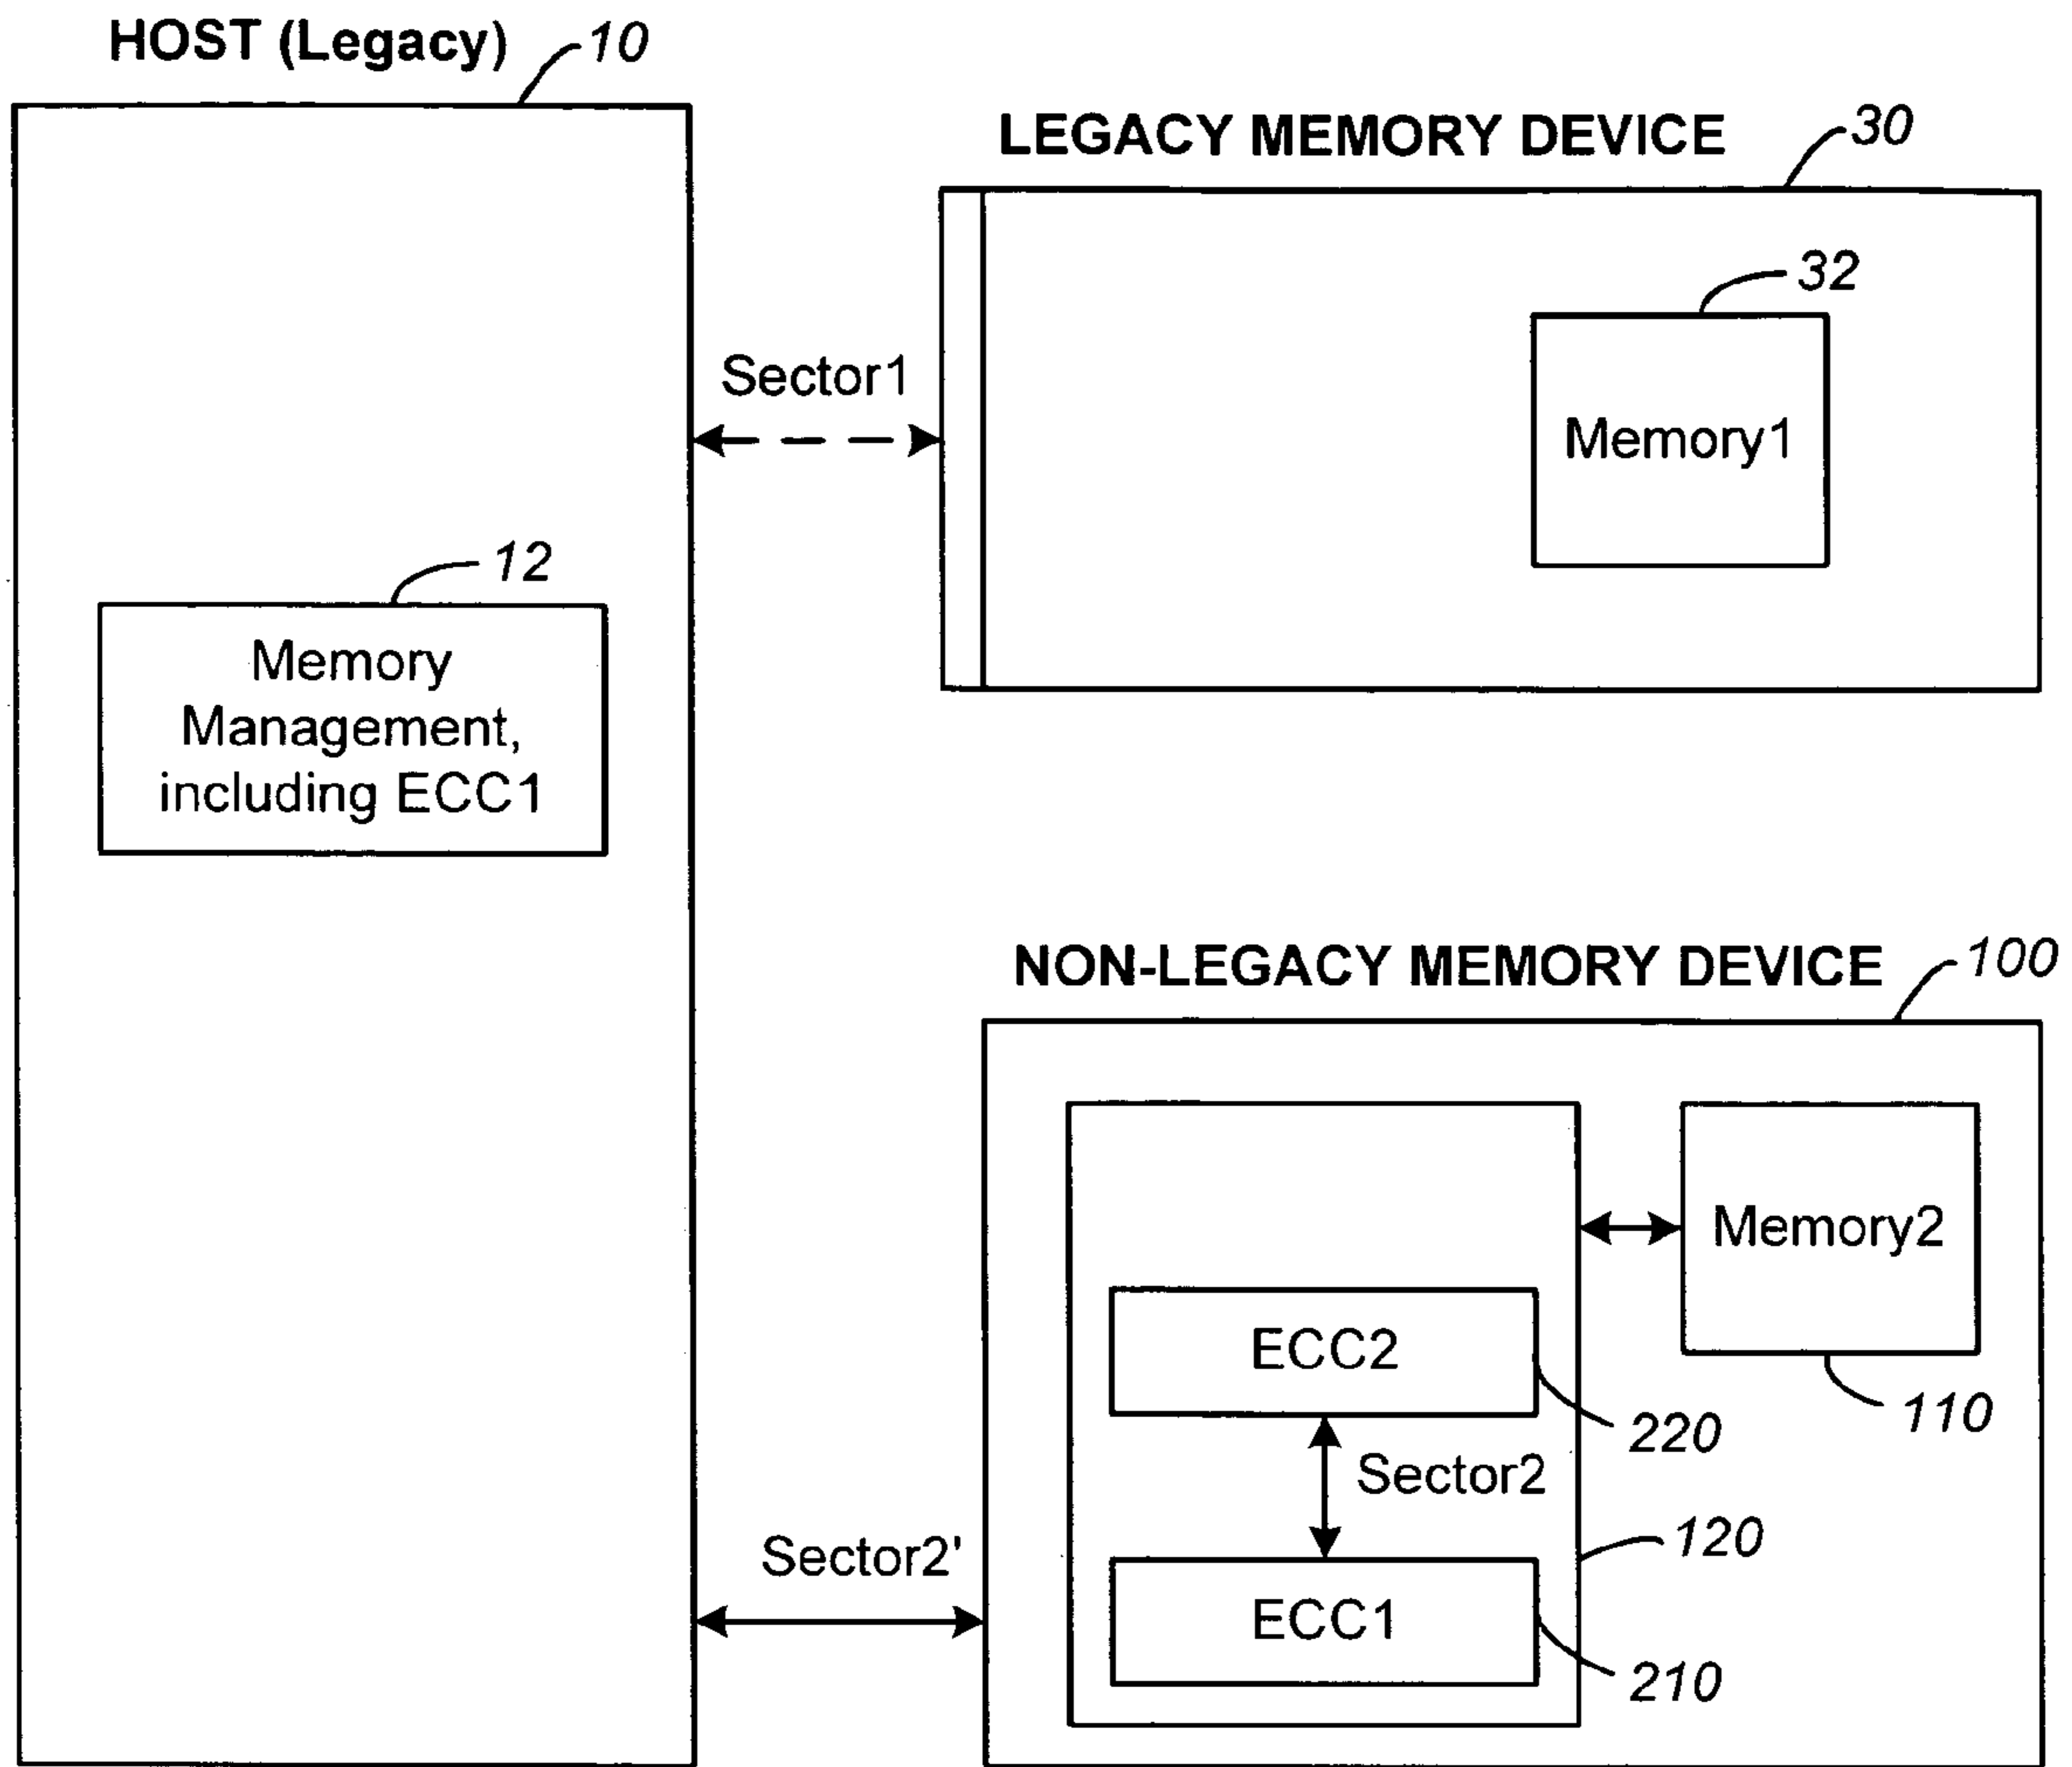 HOST (Legacy)
10
LEGACY MEMORY DEVICE
30
32
Memory1
Sector1
12
Memory
Management,
including ECC1
NON-LEGACY MEMORY DEVICE
100
Memory2
110
ECC2
220
Sector2
120
Sector2'
ECC1
210